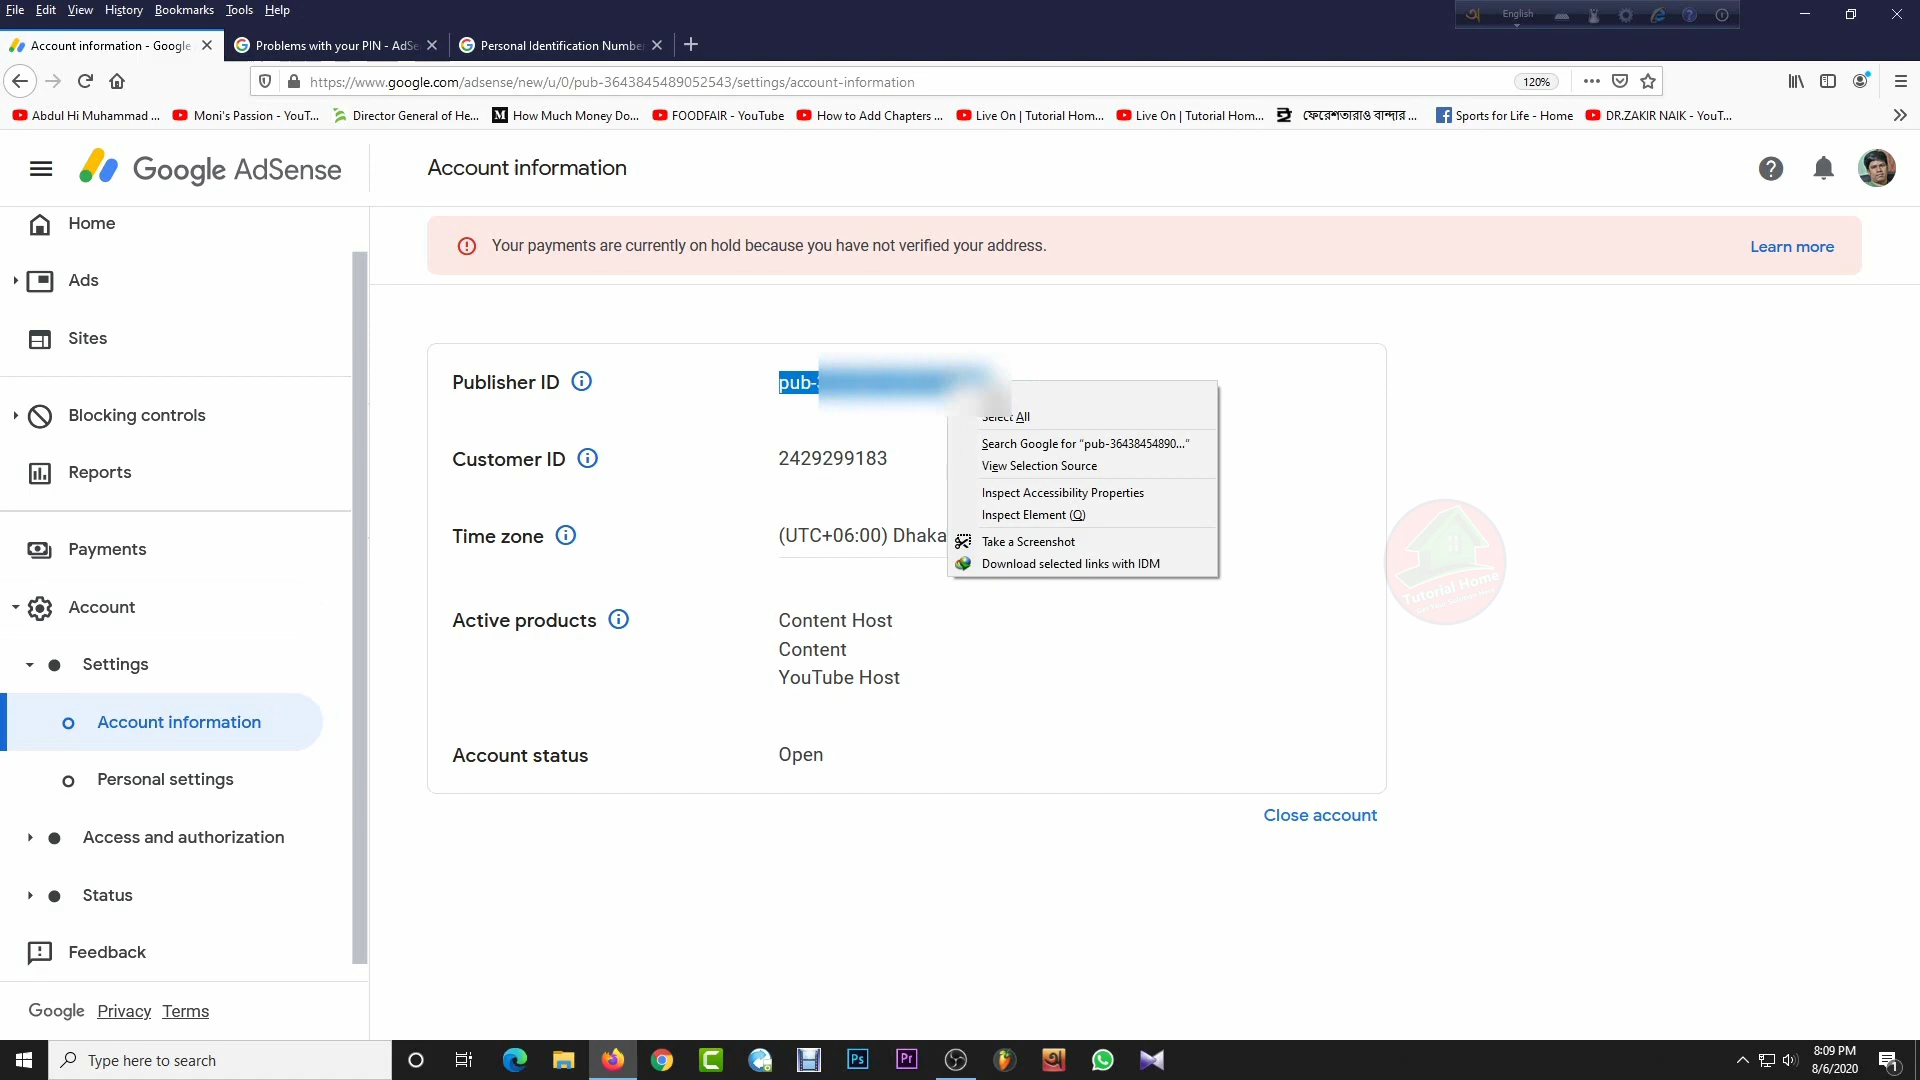 File Edit View History Bookmarks Tools Help
English
Account information - Google
Problems with your PIN - AdSe
Personal Identification Numbe
https://www.google.com/adsense/new/u/0/pub-3643845489052543/settings/account-information
120%
Abdul Hi Muhammad ...
Moni's Passion - YouT...
Director General of He...
How Much Money Do...
FOODFAIR - YouTube
How to Add Chapters ...
Live On | Tutorial Hom...
Live On | Tutorial Hom...
ফেরেশতারাও বান্দার ...
Sports for Life - Home
DR.ZAKIR NAIK - YouT...
Google AdSense
Account information
Home
Your payments are currently on hold because you have not verified your address.
Learn more
Ads
Sites
Blocking controls
Reports
Payments
Account
Settings
Account information
Personal settings
Access and authorization
Status
Feedback
Google Privacy Terms
Publisher ID
pub-3
Customer ID
2429299183
Time zone
(UTC+06:00) Dhaka
Active products
Content Host
Content
YouTube Host
Account status
Open
Close account
Select All
Search Google for “pub-36438454890...”
View Selection Source
Inspect Accessibility Properties
Inspect Element (Q)
Take a Screenshot
Download selected links with IDM
Tutorial Home
Type here to search
Ps
Pr
8:09 PM
8/6/2020
1